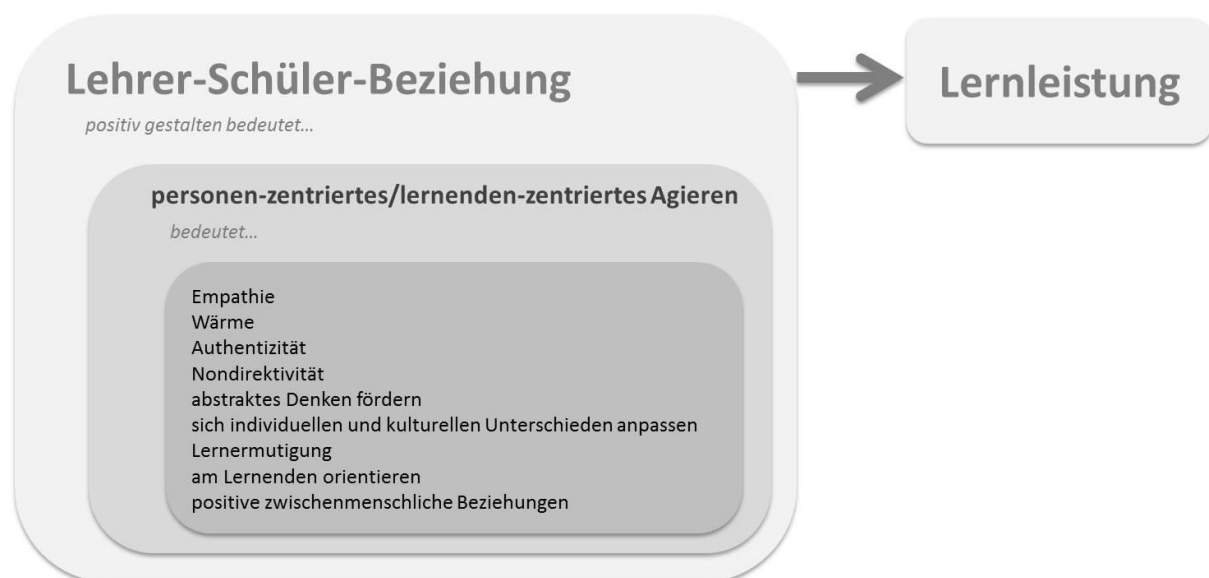 Lehrer-Schüler-Beziehung
positiv gestalten bedeutet...
personen-zentriertes/lernenden-zentriertes Agieren
bedeutet...
Empathie
Wärme
Authentizität
Nondirektivität
abstraktes Denken fördern
sich individuellen und kulturellen Unterschieden anpassen
Lernermutigung
am Lernenden orientieren
positive zwischenmenschliche Beziehungen
Lernleistung